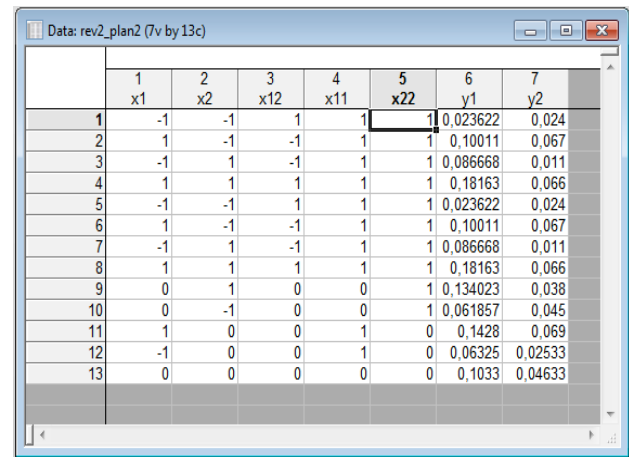 Data: rev2_plan2 (7v by 13c)
1 2 3 4 5 6 7
x1 x2 x12 x11 x22 y1 y2
1 -1 -1 1 1 1 0,023622 0,024
2 1 -1 -1 1 1 0,10011 0,067
3 -1 1 -1 1 1 0,086668 0,011
4 1 1 1 1 1 0,18163 0,066
5 -1 -1 1 1 1 0,023622 0,024
6 1 -1 -1 1 1 0,10011 0,067
7 -1 1 -1 1 1 0,086668 0,011
8 1 1 1 1 1 0,18163 0,066
9 0 1 0 0 1 0,134023 0,038
10 0 -1 0 0 1 0,061857 0,045
11 1 0 0 1 0 0,1428 0,069
12 -1 0 0 1 0 0,06325 0,02533
13 0 0 0 0 0 0,1033 0,04633